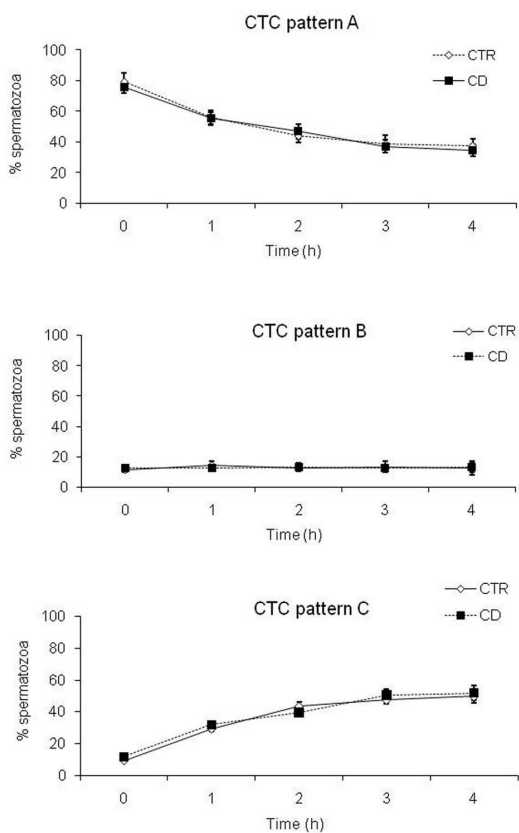 CTC pattern A
CTR
CD
% spermatozoa
100
80
60
40
20
0
0 1 2 3 4
Time (h)
CTC pattern B
CTR
CD
% spermatozoa
100
80
60
40
20
0
0 1 2 3 4
Time (h)
CTC pattern C
CTR
CD
% spermatozoa
100
80
60
40
20
0
0 1 2 3 4
Time (h)